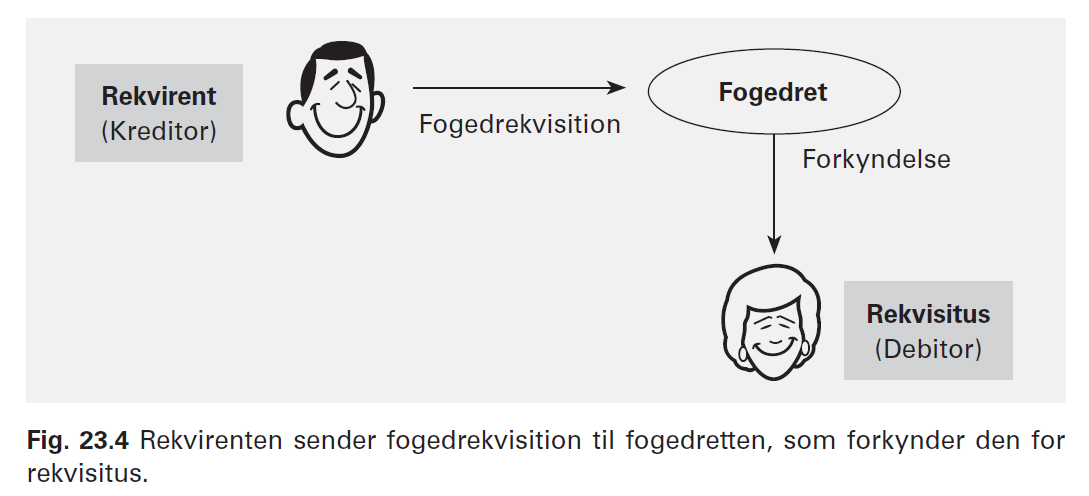 Rekvirent
(Kreditor)
Fogedrekvisition
Fogedret
Forkyndelse
Rekvisitus
(Debitor)
Fig. 23.4 Rekvirenten sender fogedrekvisition til fogedretten, som forkynder den for
rekvisitus.